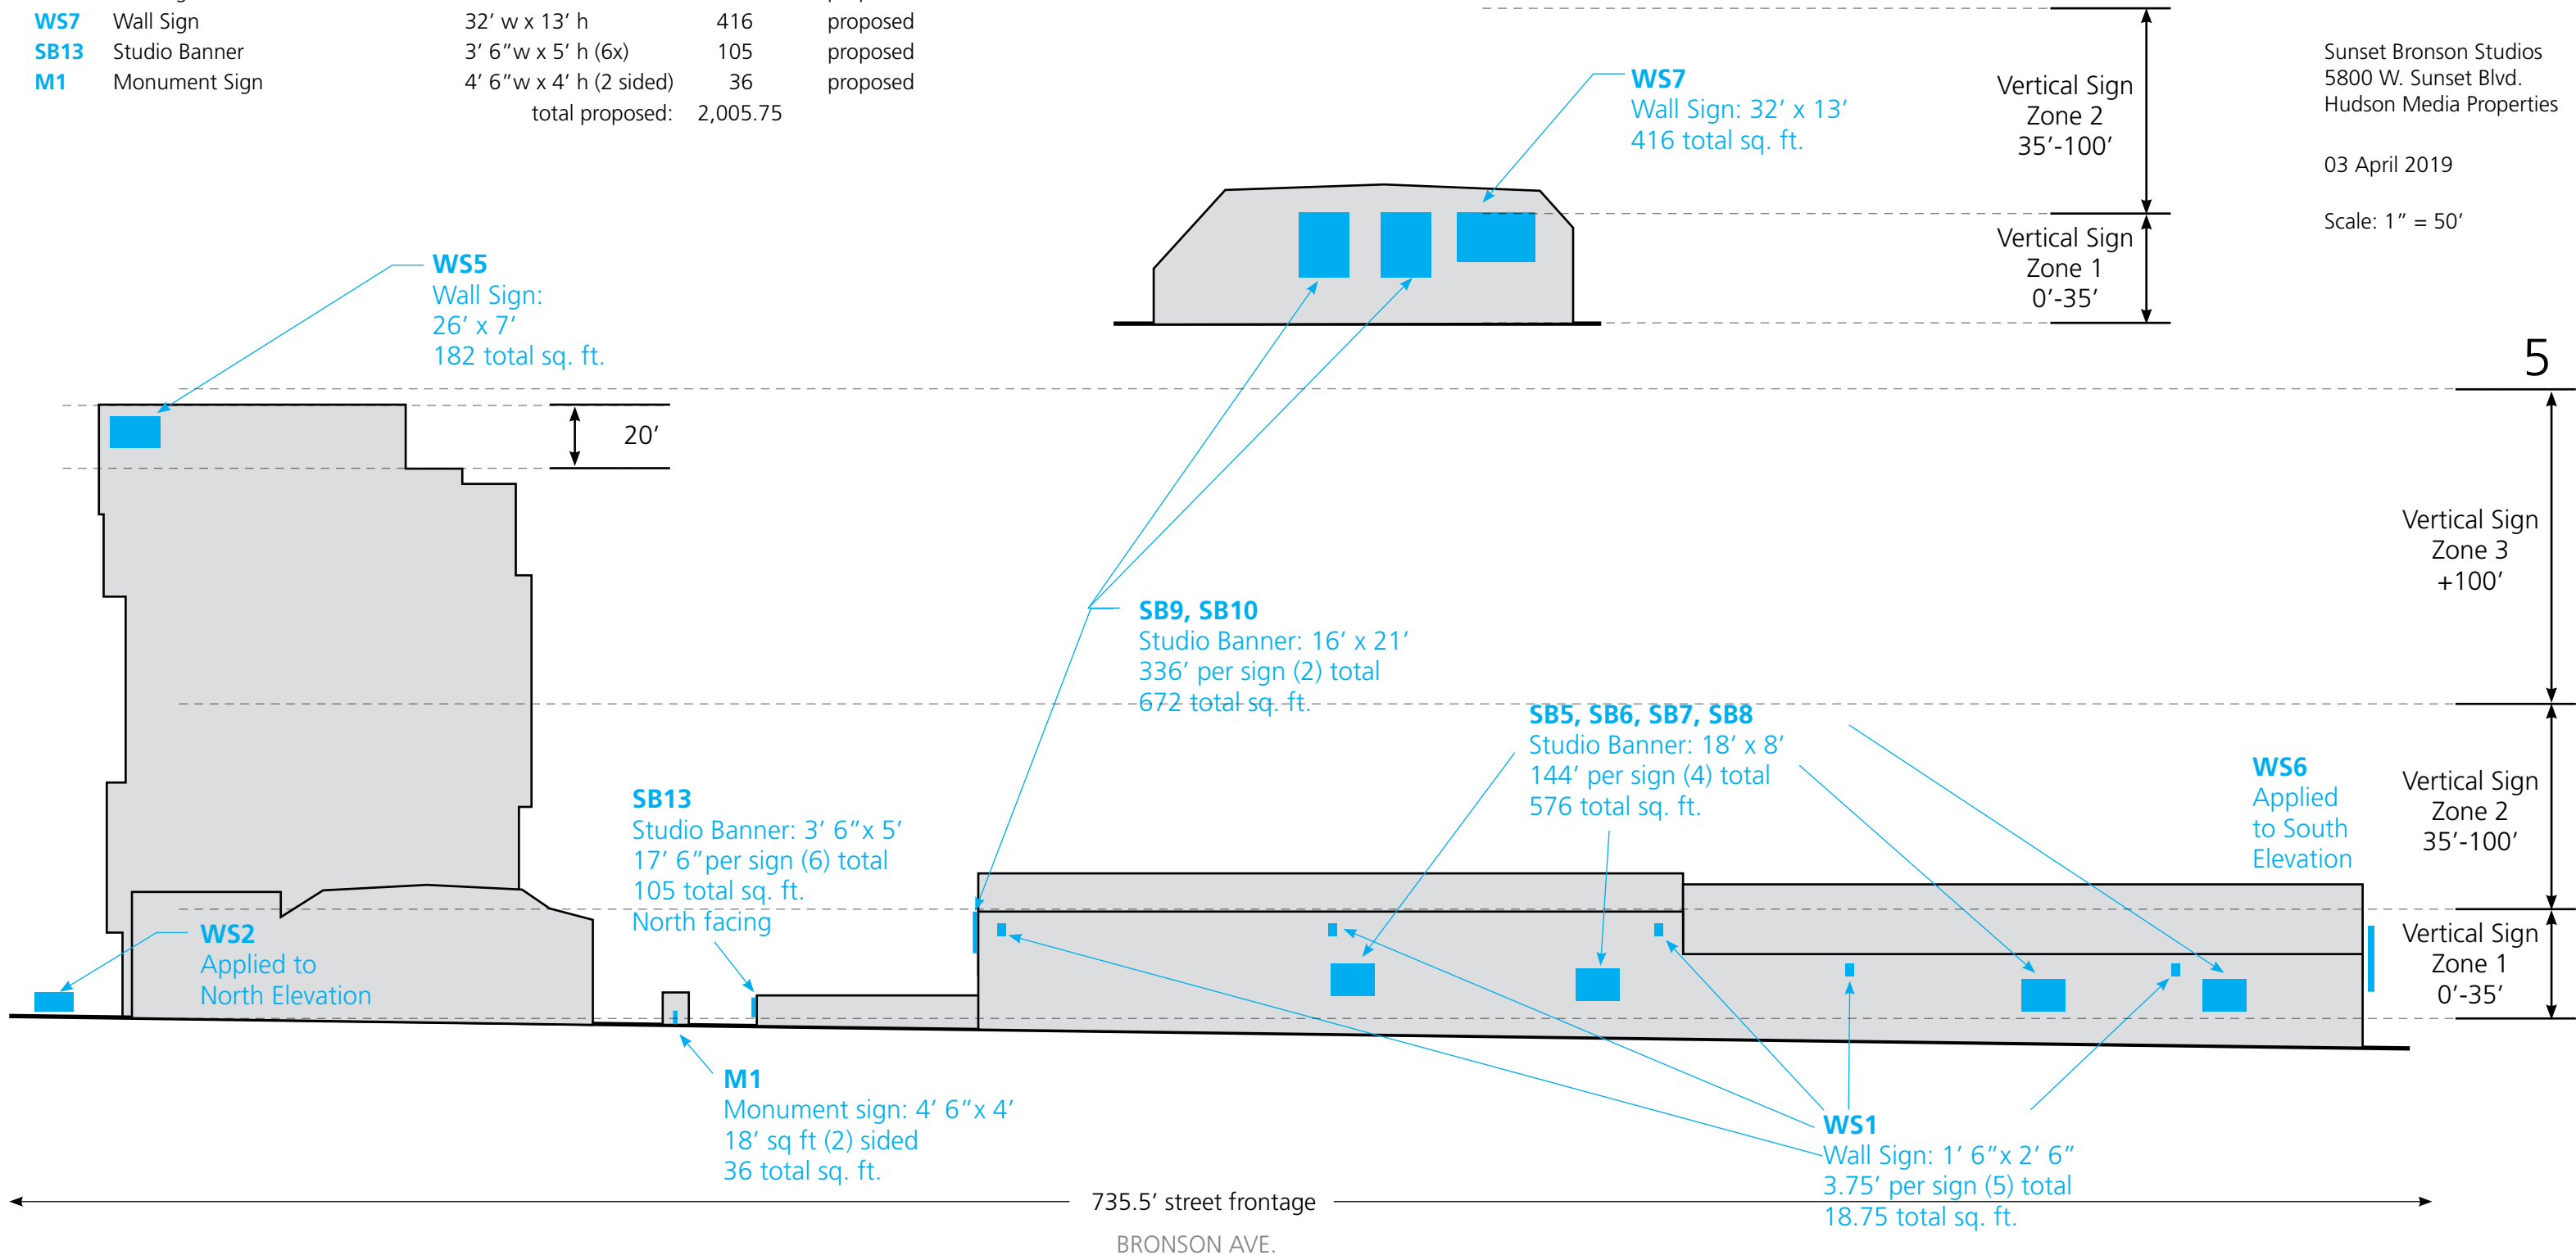 WS7 Wall Sign 32’ w x 13’ h 416 proposed
SB13 Studio Banner 3’ 6”w x 5’ h (6x) 105 proposed
M1 Monument Sign 4’ 6”w x 4’ h (2 sided) 36 proposed
total proposed: 2,005.75
WS7
Wall Sign: 32’ x 13’
416 total sq. ft.
Vertical Sign
Zone 2
35’-100’
Vertical Sign
Zone 1
0’-35’
Sunset Bronson Studios
5800 W. Sunset Blvd.
Hudson Media Properties
03 April 2019
Scale: 1” = 50’
5
WS5
Wall Sign:
26’ x 7’
182 total sq. ft.
20’
Vertical Sign
Zone 3
+100’
SB9, SB10
Studio Banner: 16’ x 21’
336’ per sign (2) total
672 total sq. ft.
SB5, SB6, SB7, SB8
Studio Banner: 18’ x 8’
144’ per sign (4) total
576 total sq. ft.
WS6
Applied
to South
Elevation
Vertical Sign
Zone 2
35’-100’
SB13
Studio Banner: 3’ 6”x 5’
17’ 6”per sign (6) total
105 total sq. ft.
North facing
WS2
Applied to
North Elevation
Vertical Sign
Zone 1
0’-35’
M1
Monument sign: 4’ 6”x 4’
18’ sq ft (2) sided
36 total sq. ft.
WS1
Wall Sign: 1’ 6”x 2’ 6”
3.75’ per sign (5) total
18.75 total sq. ft.
735.5’ street frontage
BRONSON AVE.